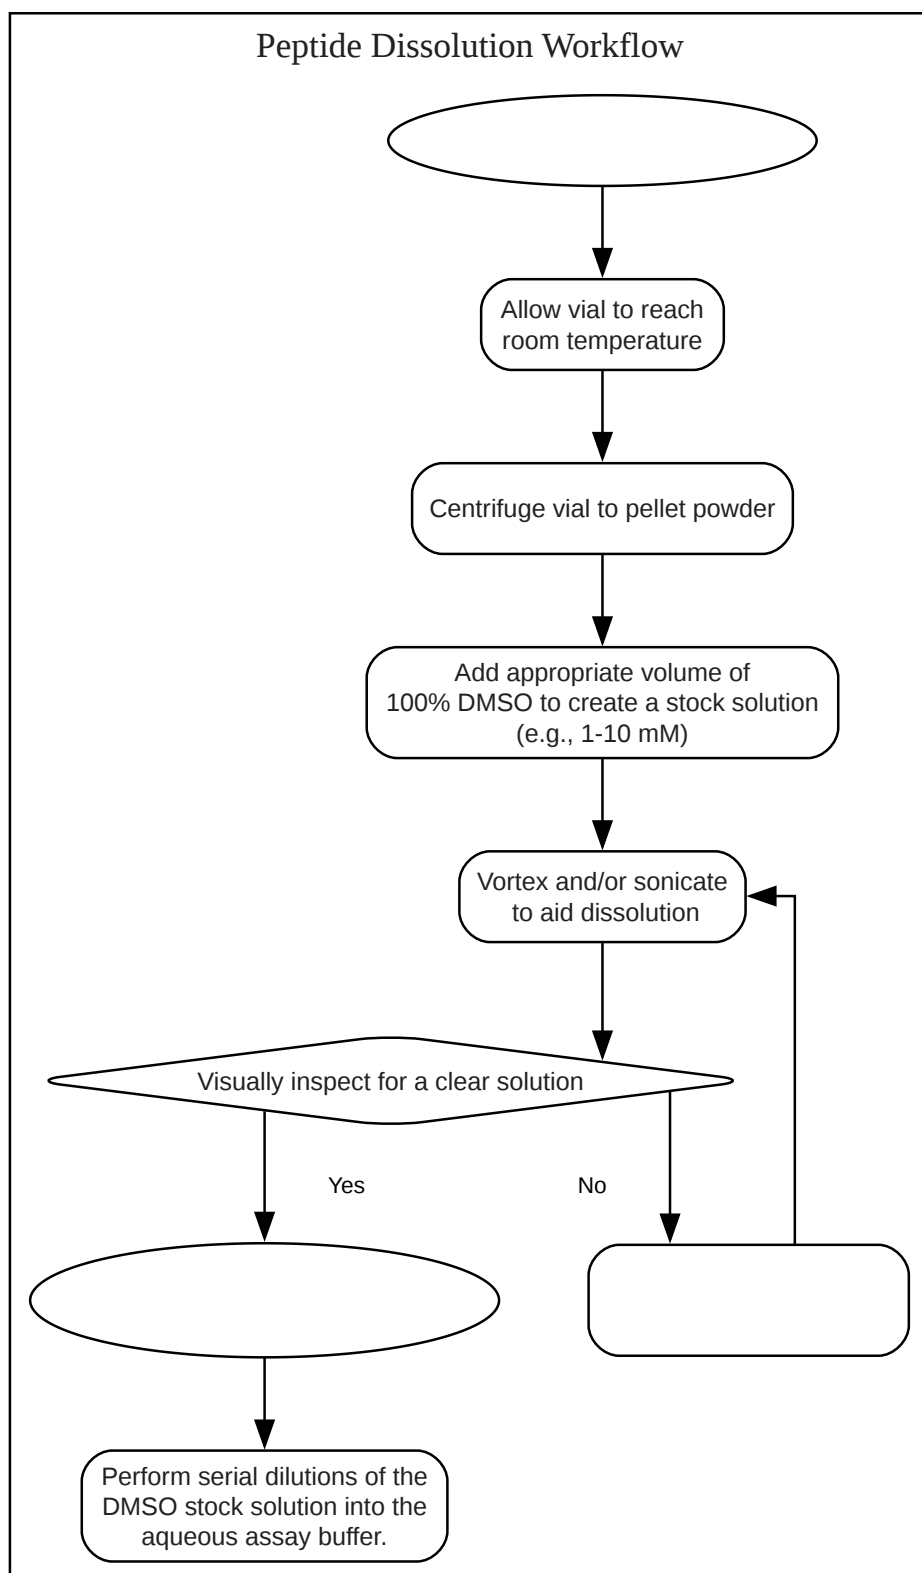 Peptide Dissolution Workflow
Allow vial to reach
room temperature
Centrifuge vial to pellet powder
Add appropriate volume of
100% DMSO to create a stock solution
(e.g., 1-10 mM)
Vortex and/or sonicate
to aid dissolution
Visually inspect for a clear solution
Yes
No
Perform serial dilutions of the
DMSO stock solution into the
aqueous assay buffer.